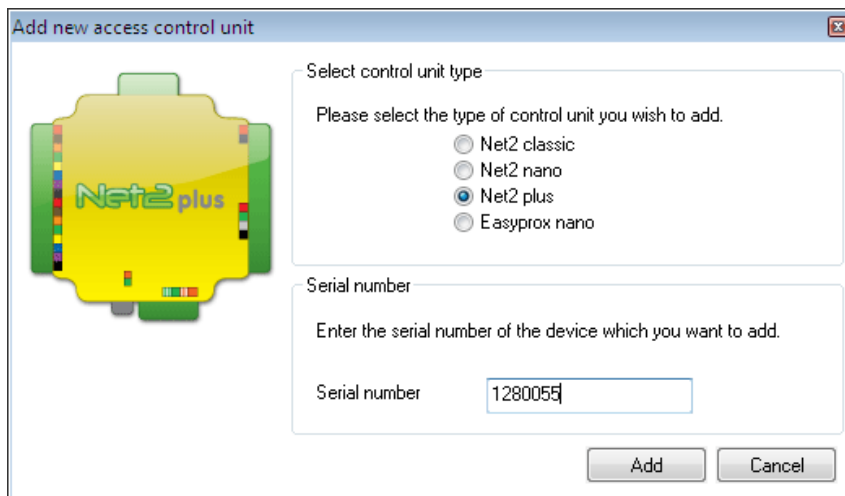 Add new access control unit
Select control unit type
Please select the type of control unit you wish to add.
Net2 classic
Net2 nano
Net2 plus
Easyprox nano
Net2 plus
Serial number
Enter the serial number of the device which you want to add.
Serial number 1280055
Add Cancel